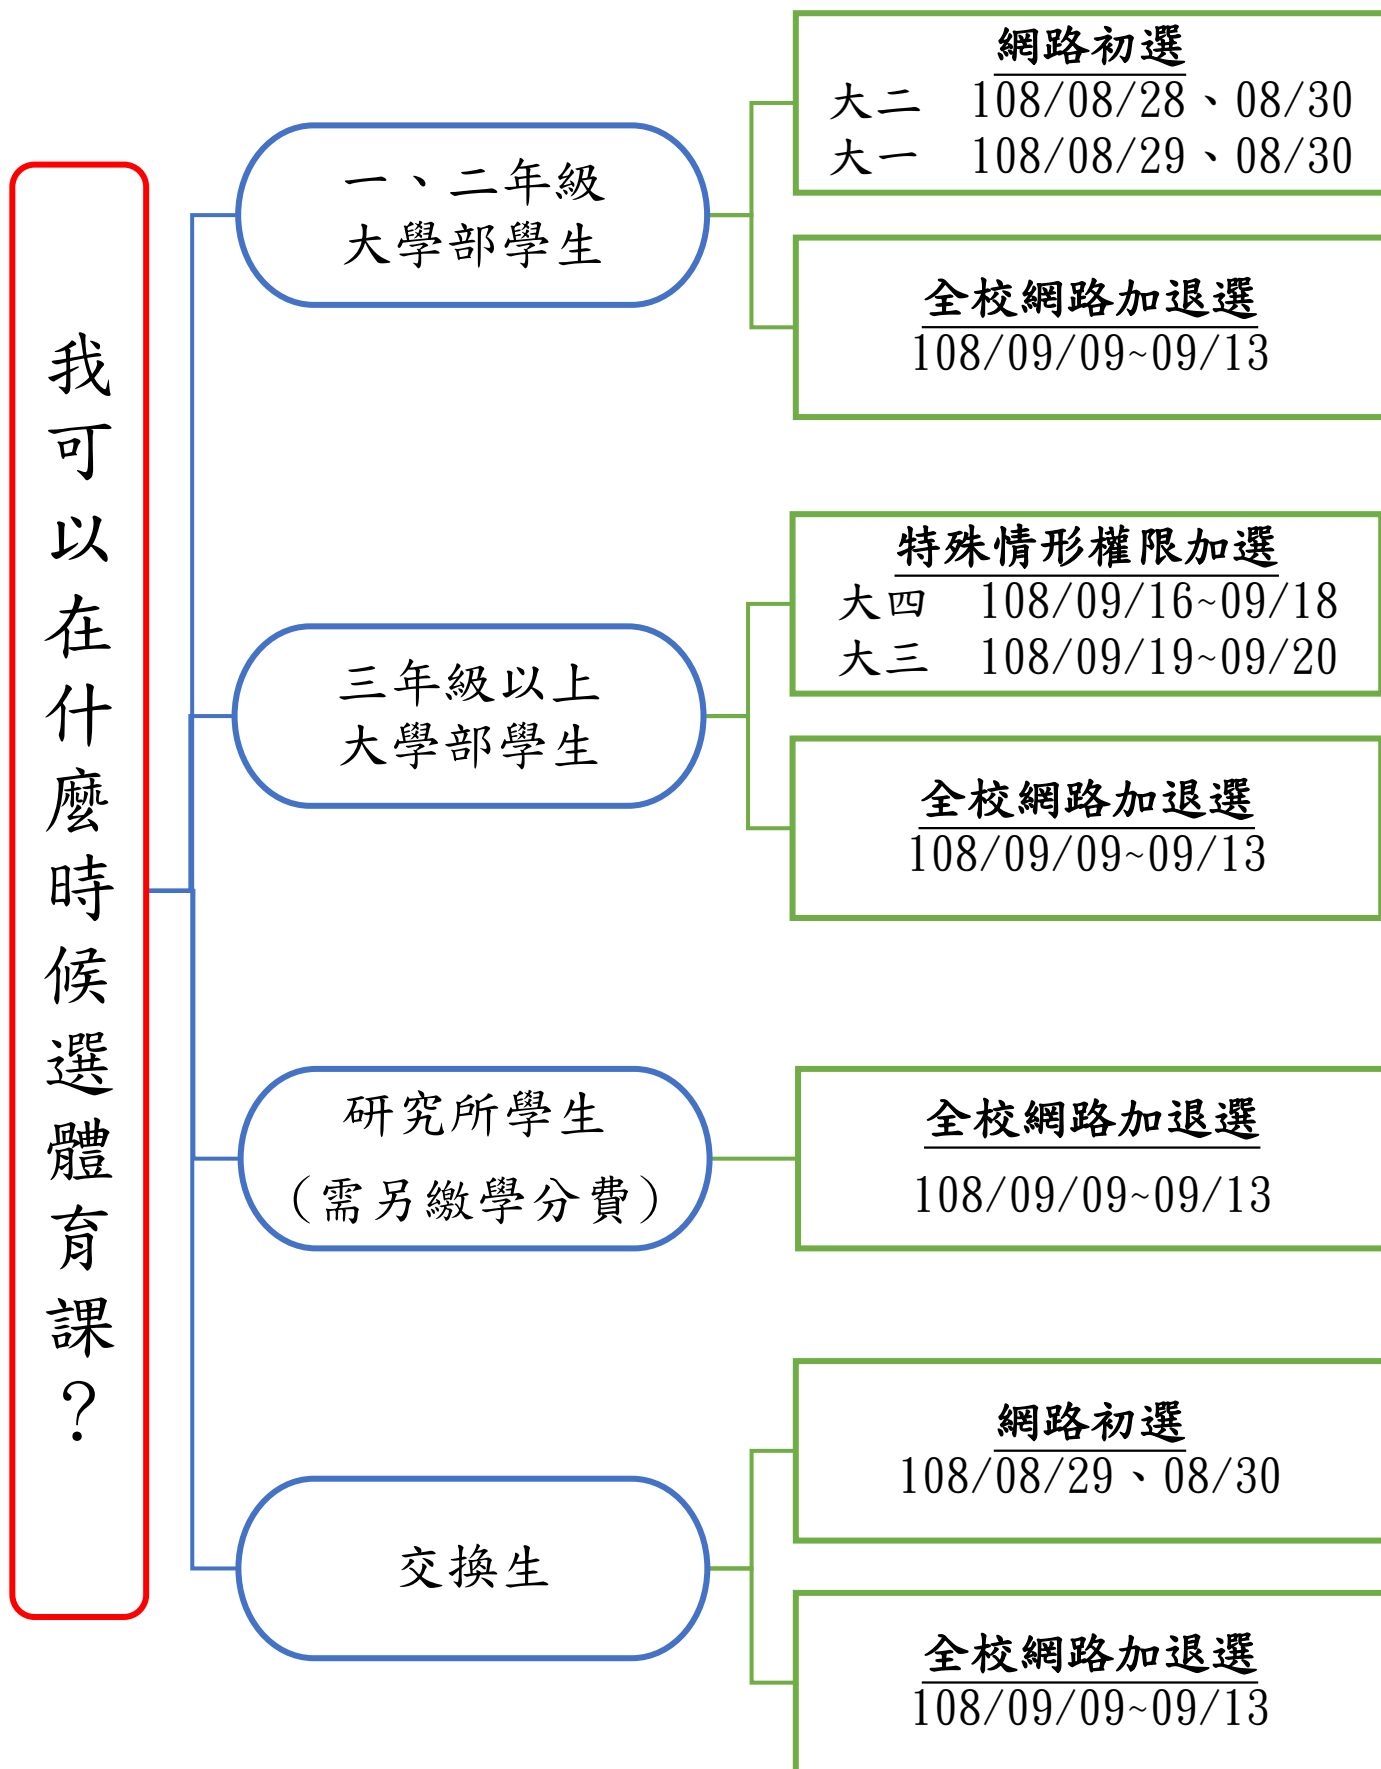 我可以在什麼時候選體育課？
一、二年級
大學部學生
網路初選
大二 108/08/28、08/30
大一 108/08/29、08/30
全校網路加退選
108/09/09~09/13
三年級以上
大學部學生
特殊情形權限加選
大四 108/09/16~09/18
大三 108/09/19~09/20
全校網路加退選
108/09/09~09/13
研究所學生
（需另繳學分費）
全校網路加退選
108/09/09~09/13
交換生
網路初選
108/08/29、08/30
全校網路加退選
108/09/09~09/13